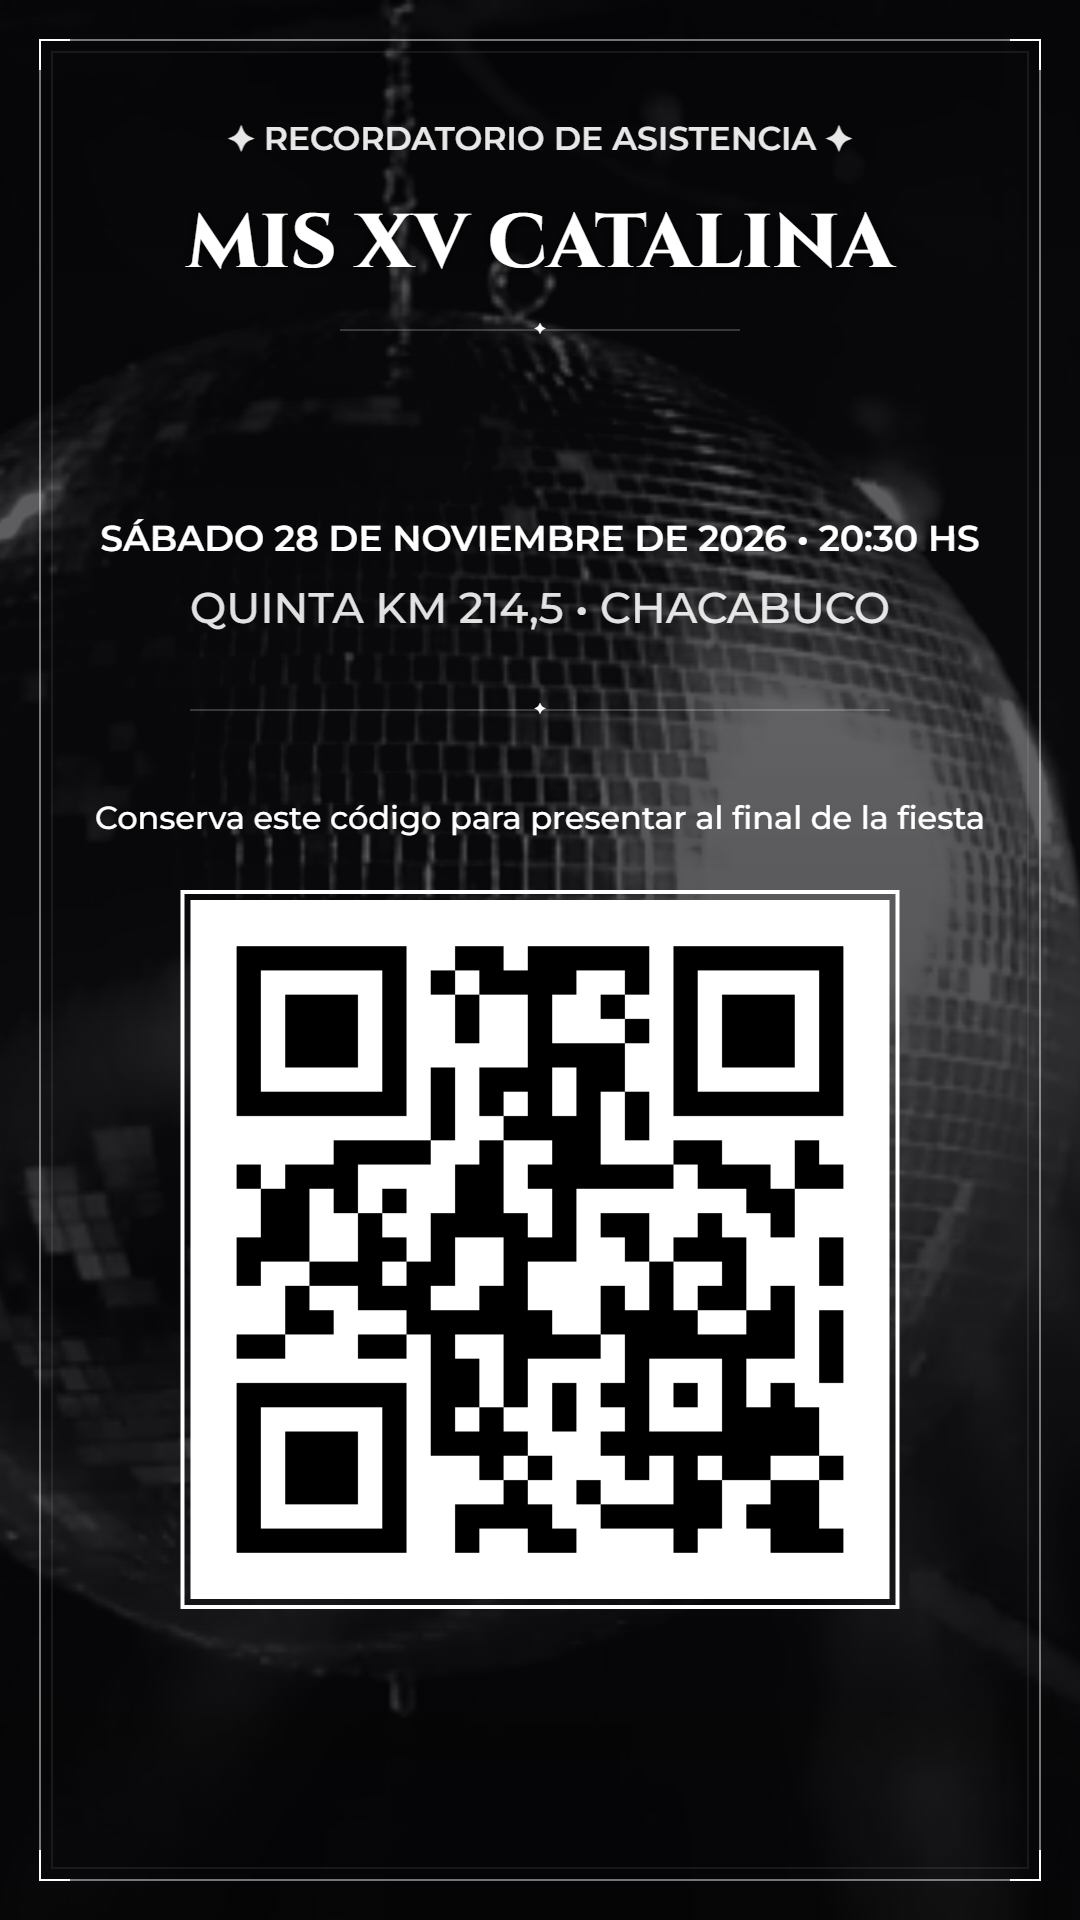 ✦ RECORDATORIO DE ASISTENCIA ✦
MIS XV CATALINA
SÁBADO 28 DE NOVIEMBRE DE 2026 • 20:30 HS
QUINTA KM 214,5 • CHACABUCO
Conserva este código para presentar al final de la fiesta